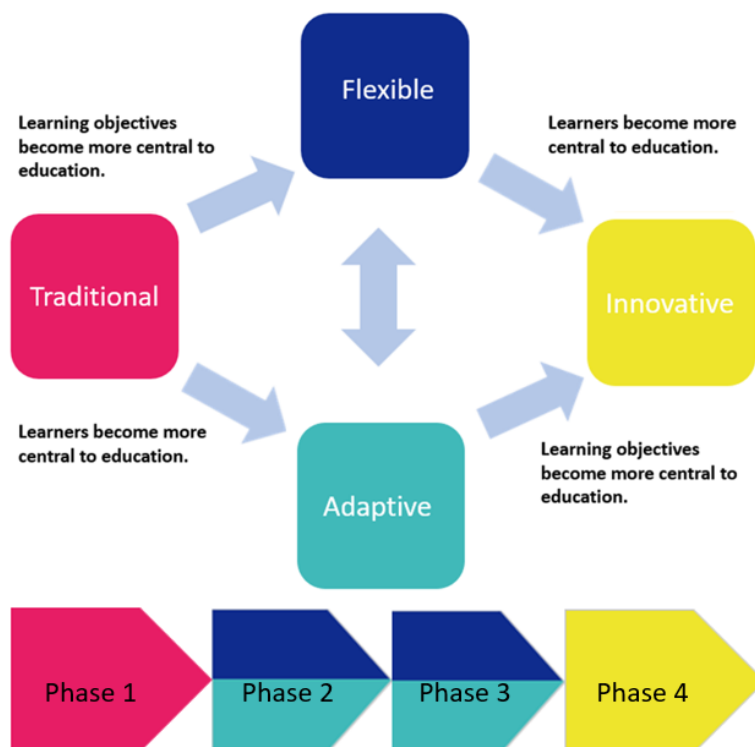 Flexible
Learning objectives
become more central to
education.
Learners become more
central to education.
Traditional
Innovative
Learners become more
central to education.
Learning objectives
become more central to
education.
Adaptive
Phase 1
Phase 2
Phase 3
Phase 4